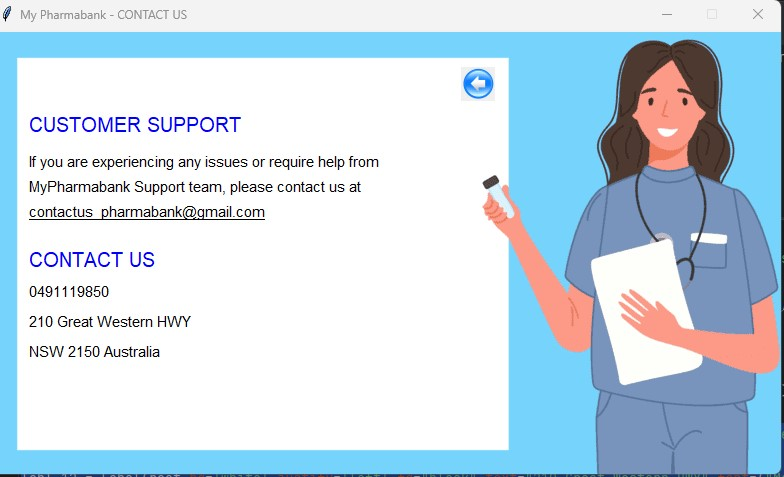 My Pharmabank - CONTACT US
CUSTOMER SUPPORT
If you are experiencing any issues or require help from
MyPharmabank Support team, please contact us at
contactus_pharmabank@gmail.com
CONTACT US
0491119850
210 Great Western HWY
NSW 2150 Australia